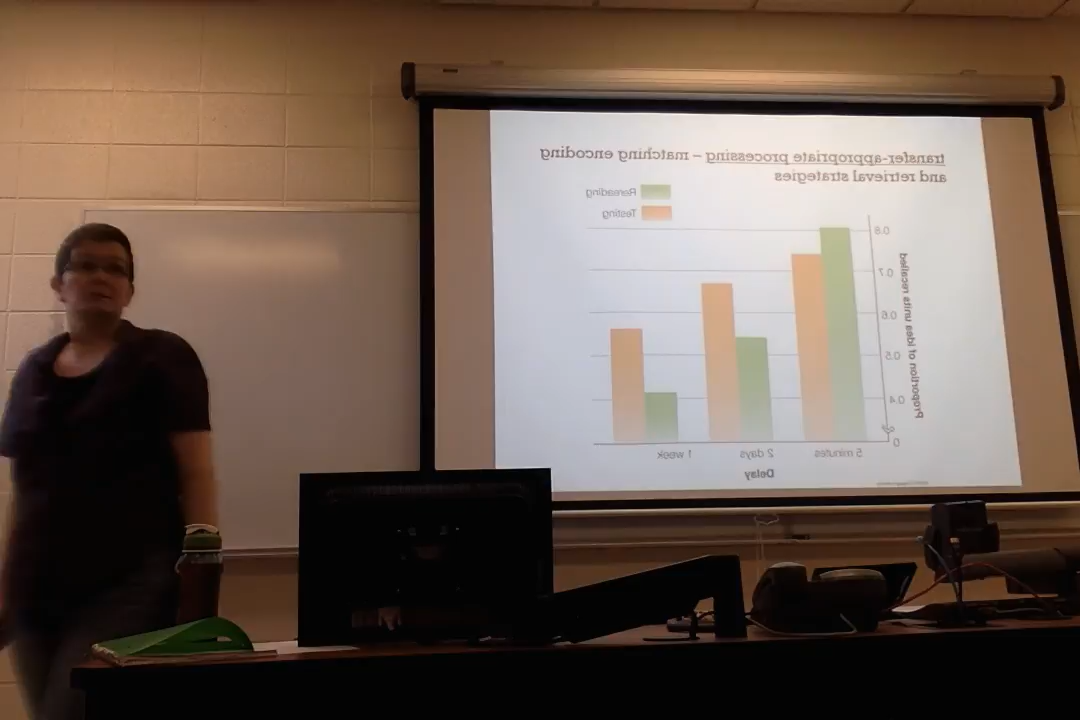 transfer-appropriate processing – matching encoding
and retrieval strategies
Rereading
Testing
0.8
0.7
0.6
0.5
0.4
0
Proportion of idea units recalled
5 minutes
2 days
1 week
Delay